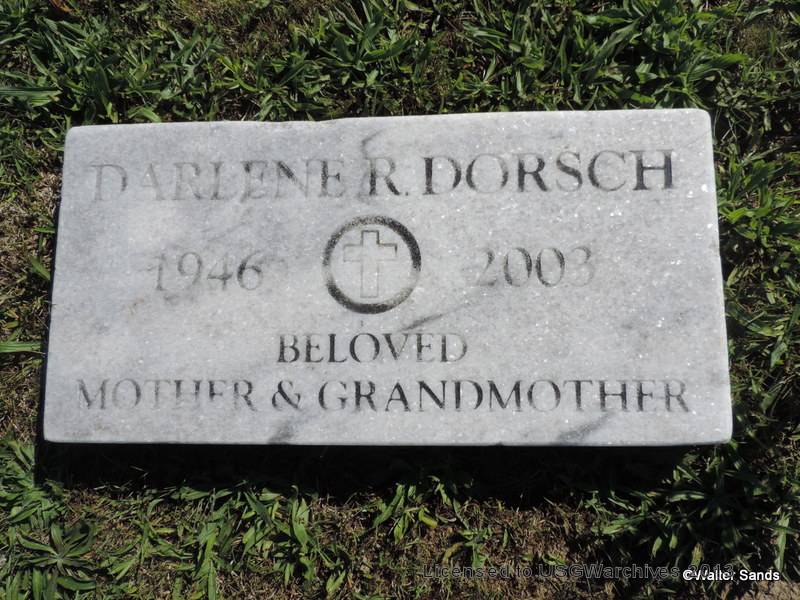 DARLENE R. DORSCH
1946 2003
BELOVED
MOTHER & GRANDMOTHER
Licensed to USGWarchives 2013
©Walter Sands